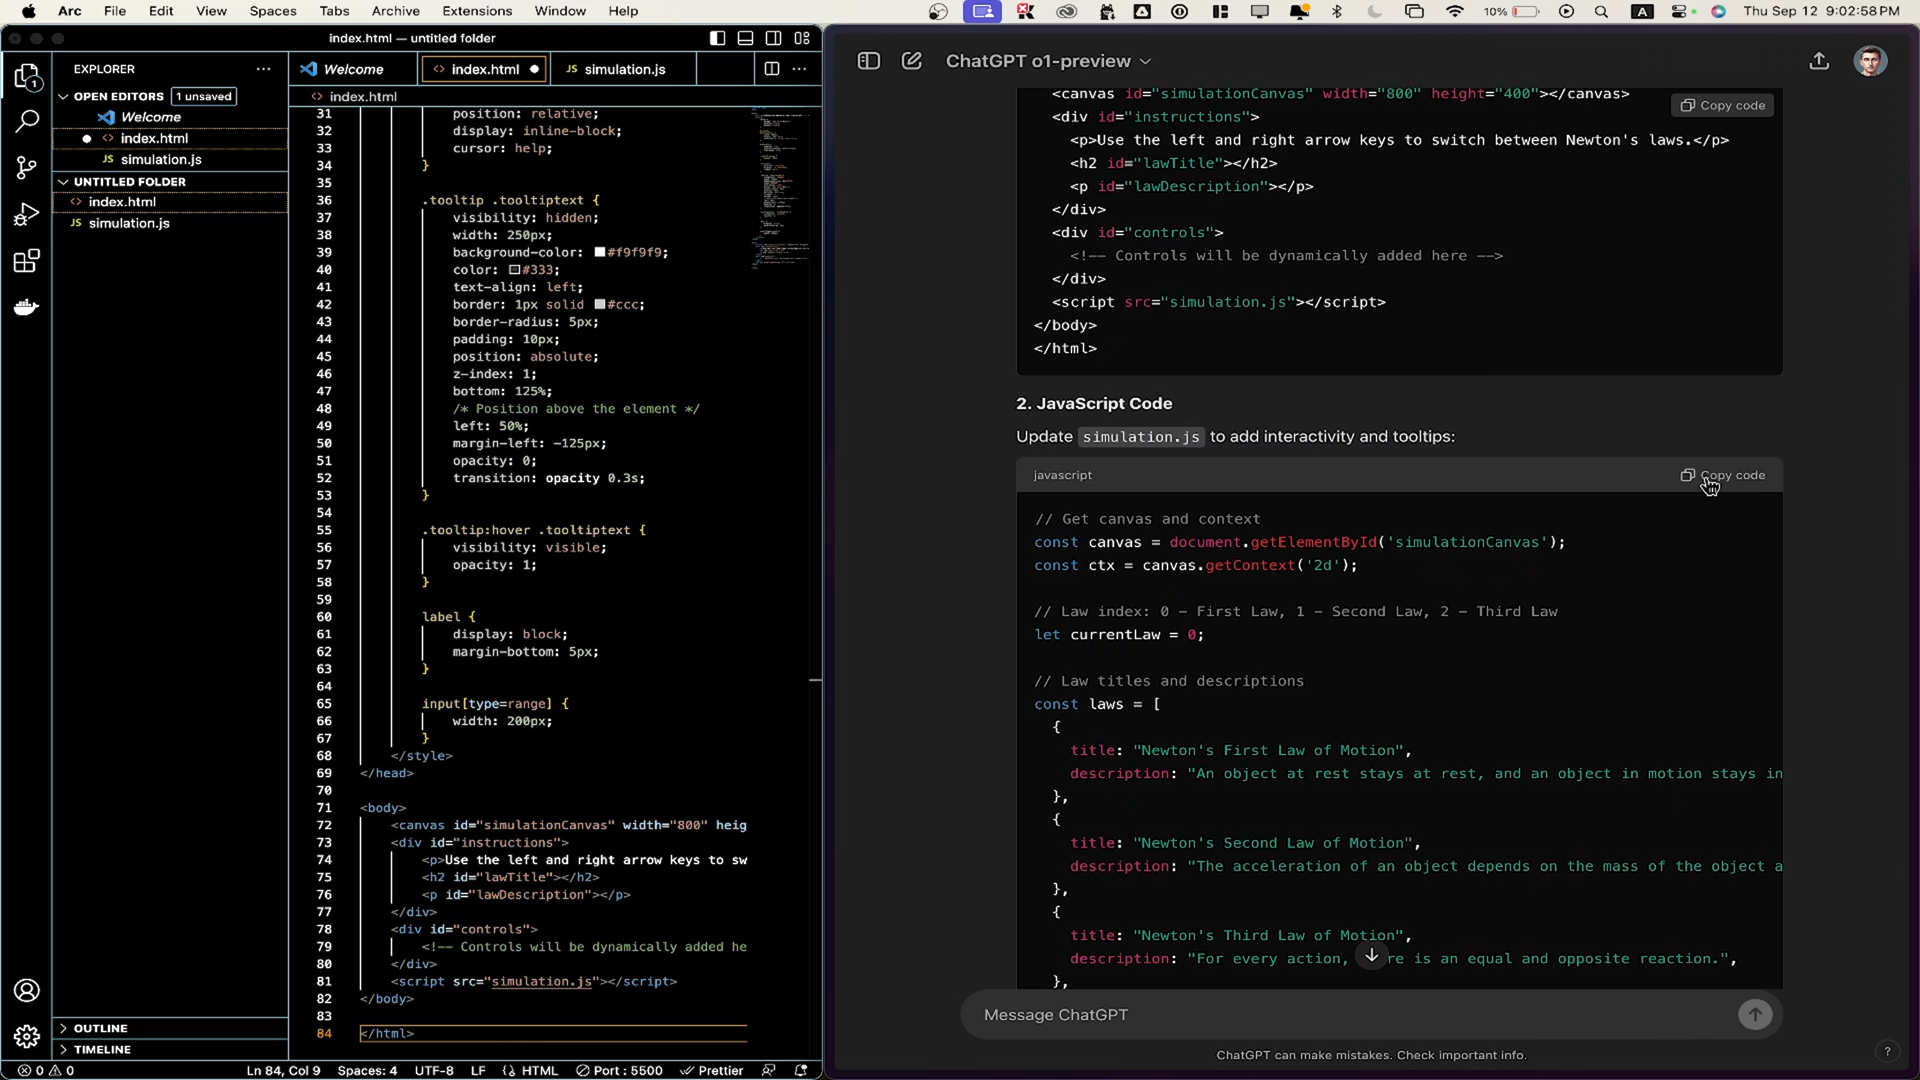 Arc File Edit View Spaces Tabs Archive Extensions Window Help
10% A Thu Sep 12 9:02:58 PM
index.html — untitled folder
EXPLORER
Welcome
index.html
JS simulation.js
OPEN EDITORS 1 unsaved
Welcome
<> index.html
JS simulation.js
UNTITLED FOLDER
<> index.html
JS simulation.js
OUTLINE
TIMELINE
<> index.html
31 position: relative;
32 display: inline-block;
33 cursor: help;
34 }
35
36 .tooltip .tooltiptext {
37 visibility: hidden;
38 width: 250px;
39 background-color: #f9f9f9;
40 color: #333;
41 text-align: left;
42 border: 1px solid #ccc;
43 border-radius: 5px;
44 padding: 10px;
45 position: absolute;
46 z-index: 1;
47 bottom: 125%;
48 /* Position above the element */
49 left: 50%;
50 margin-left: -125px;
51 opacity: 0;
52 transition: opacity 0.3s;
53 }
54
55 .tooltip:hover .tooltiptext {
56 visibility: visible;
57 opacity: 1;
58 }
59
60 label {
61 display: block;
62 margin-bottom: 5px;
63 }
64
65 input[type=range] {
66 width: 200px;
67 }
68 </style>
69 </head>
70
71 <body>
72 <canvas id="simulationCanvas" width="800" heig
73 <div id="instructions">
74 <p>Use the left and right arrow keys to sw
75 <h2 id="lawTitle"></h2>
76 <p id="lawDescription"></p>
77 </div>
78 <div id="controls">
79 <!-- Controls will be dynamically added he
80 </div>
81 <script src="simulation.js"></script>
82 </body>
83
84 </html>
0 0 Ln 84, Col 9 Spaces: 4 UTF-8 LF HTML Port : 5500 Prettier
ChatGPT o1-preview
<canvas id="simulationCanvas" width="800" height="400"></canvas>
Copy code
<div id="instructions">
<p>Use the left and right arrow keys to switch between Newton's laws.</p>
<h2 id="lawTitle"></h2>
<p id="lawDescription"></p>
</div>
<div id="controls">
<!-- Controls will be dynamically added here -->
</div>
<script src="simulation.js"></script>
</body>
</html>
2. JavaScript Code
Update simulation.js to add interactivity and tooltips:
javascript Copy code
// Get canvas and context
const canvas = document.getElementById('simulationCanvas');
const ctx = canvas.getContext('2d');
// Law index: 0 - First Law, 1 - Second Law, 2 - Third Law
let currentLaw = 0;
// Law titles and descriptions
const laws = [
{
title: "Newton's First Law of Motion",
description: "An object at rest stays at rest, and an object in motion stays in
},
{
title: "Newton's Second Law of Motion",
description: "The acceleration of an object depends on the mass of the object a
},
{
title: "Newton's Third Law of Motion",
description: "For every action, re is an equal and opposite reaction.",
},
Message ChatGPT
ChatGPT can make mistakes. Check important info.
?